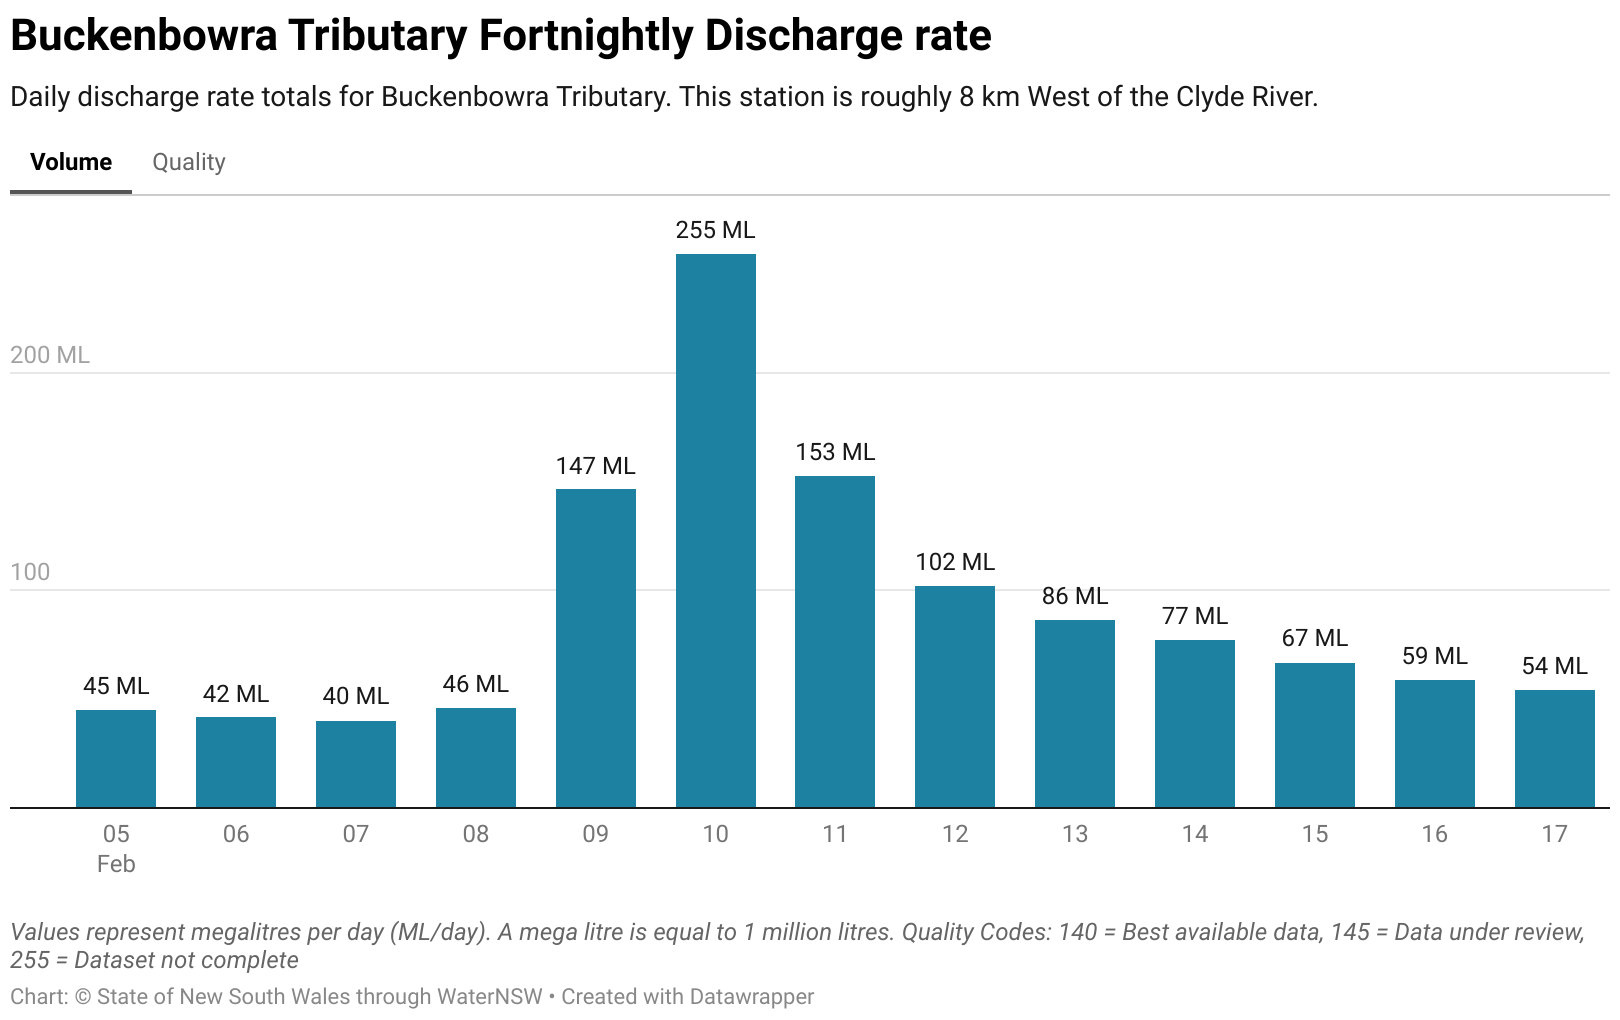 Buckenbowra Tributary Fortnightly Discharge rate
Daily discharge rate totals for Buckenbowra Tributary. This station is roughly 8 km West of the Clyde River.
Volume Quality
255 ML
200 ML
153 ML
147 ML
102 ML
100
86 ML
77 ML
67 ML
59 ML
54 ML
46 ML
45 ML
42 ML
40 ML
05 06 07 08 09 10 11 12 13 14 15 16 17
Feb
Values represent megalitres per day (ML/day). A mega litre is equal to 1 million litres. Quality Codes: 140 = Best available data, 145 = Data under review,
255 = Dataset not complete
Chart: © State of New South Wales through WaterNSW • Created with Datawrapper